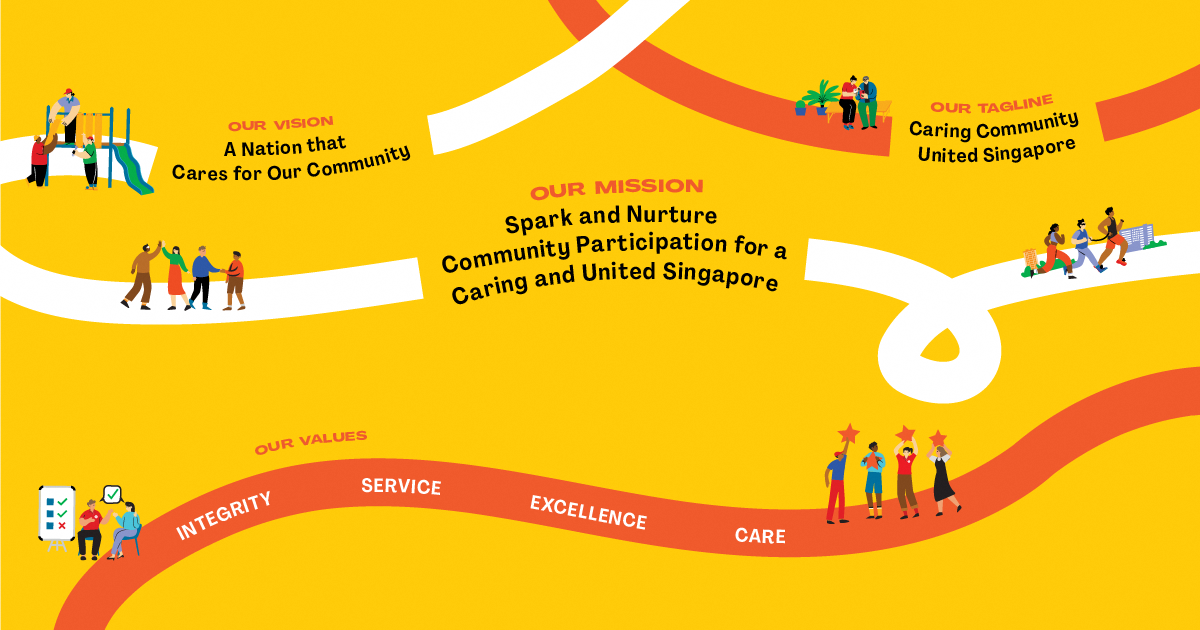 OUR VISION
A Nation that
Cares for Our Community
OUR TAGLINE
Caring Community
United Singapore
OUR MISSION
Spark and Nurture
Community Participation for a
Caring and United Singapore
OUR VALUES
INTEGRITY
SERVICE
EXCELLENCE
CARE